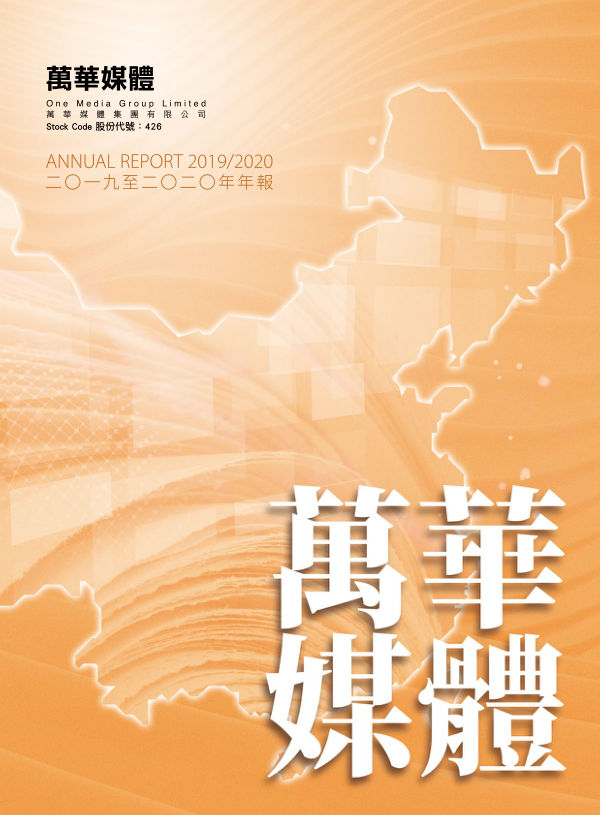 萬華媒體
One Media Group Limited
萬華媒體集團有限公司
Stock Code 股份代號：426
ANNUAL REPORT 2019/2020
二〇一九至二〇二〇年年報
萬華
媒體